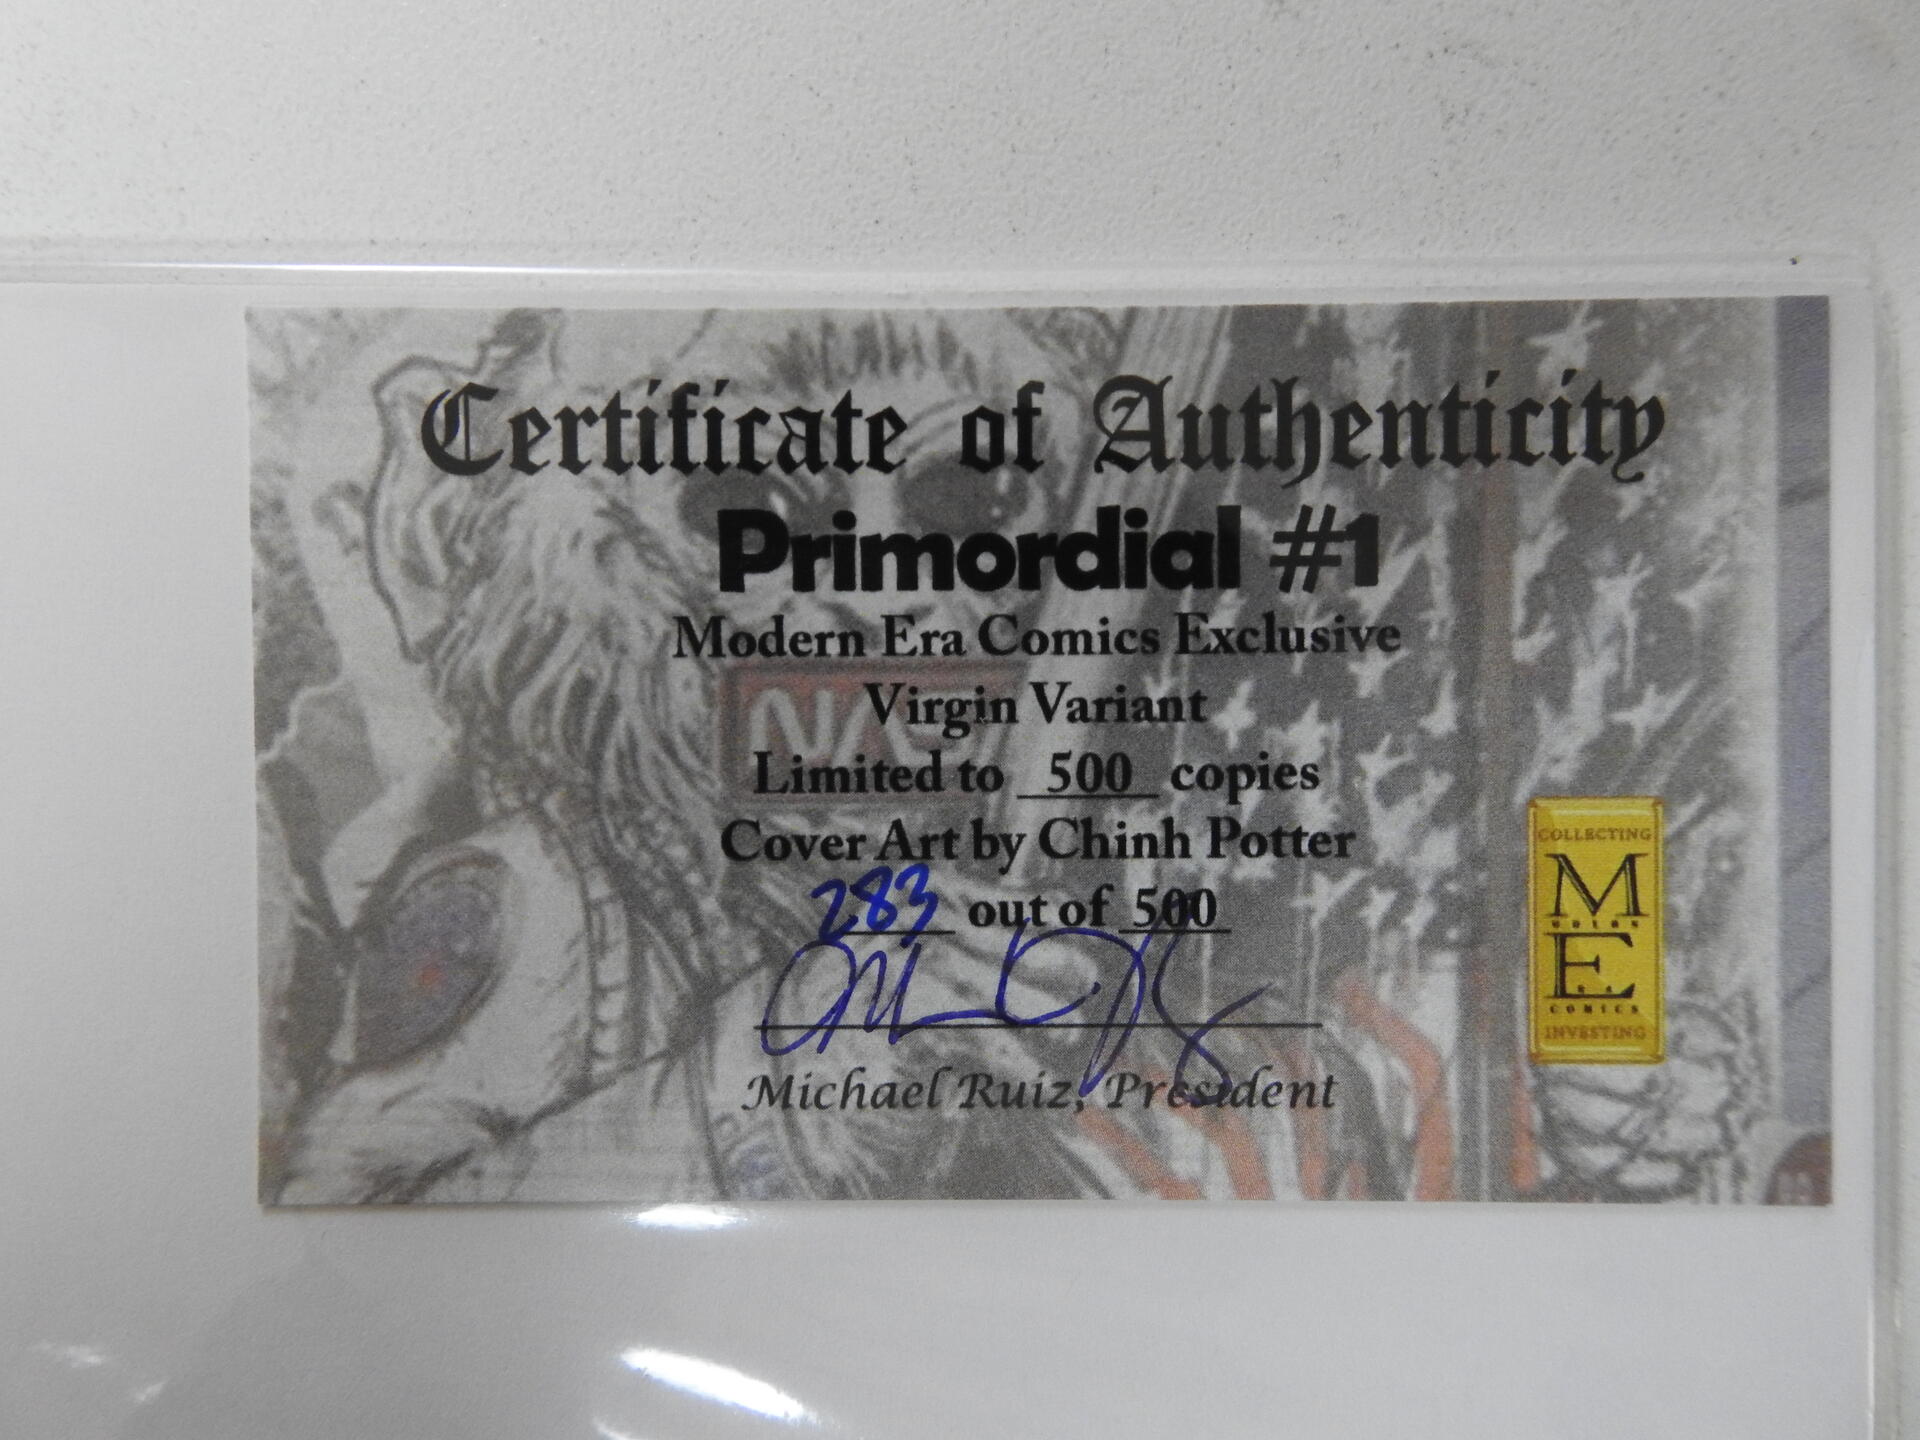 Certificate of Authenticity
Primordial #1
Modern Era Comics Exclusive
Virgin Variant
Limited to 500 copies
Cover Art by Chinh Potter
283 out of 500
Michael Ruiz, President
COLLECTING
M
E
COMICS
INVESTING